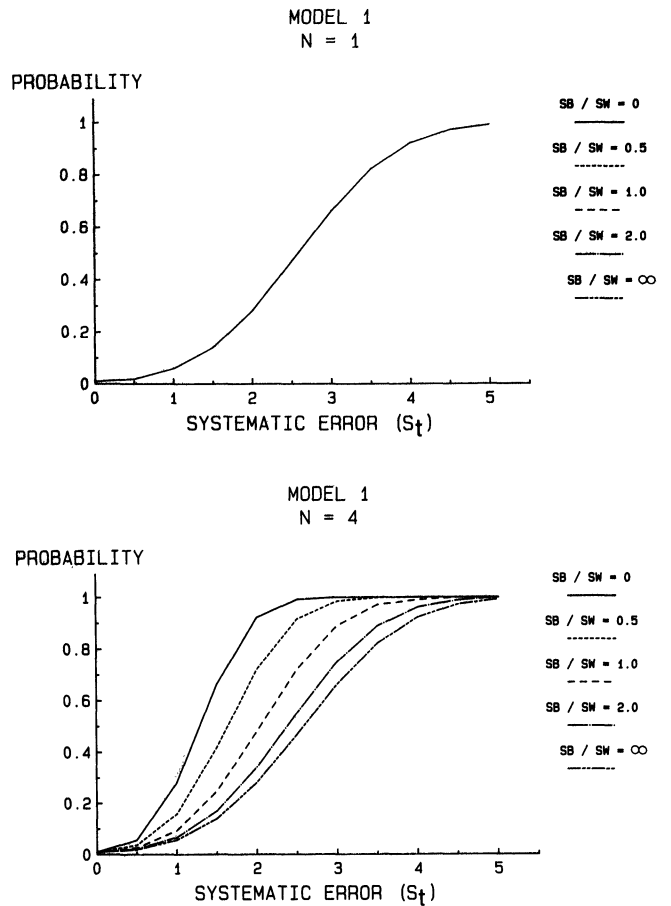 MODEL 1
N = 1
PROBABILITY
1
0.8
0.6
0.4
0.2
0
0 1 2 3 4 5
SYSTEMATIC ERROR (St)
SB / SW = 0
SB / SW = 0.5
SB / SW = 1.0
SB / SW = 2.0
SB / SW = ∞
MODEL 1
N = 4
PROBABILITY
1
0.8
0.6
0.4
0.2
0
0 1 2 3 4 5
SYSTEMATIC ERROR (St)
SB / SW = 0
SB / SW = 0.5
SB / SW = 1.0
SB / SW = 2.0
SB / SW = ∞